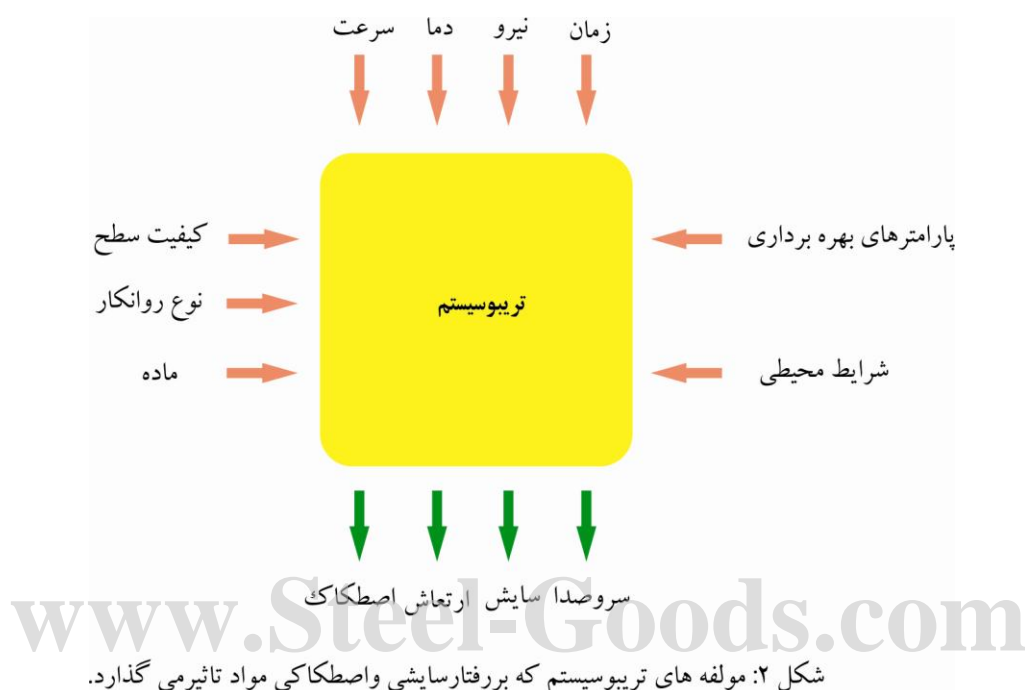 زمان نیرو دما سرعت
پارامترهای بهره برداری
کیفیت سطح
نوع روانکار
تریبوسیستم
شرایط محیطی
ماده
سروصدا سایش ارتعاش اصطکاک
www.Steel-Goods.com
شکل ۲: مولفه های تریبوسیستم که بررفتارسایشی واصطکاکی مواد تاثیرمی گذارد.